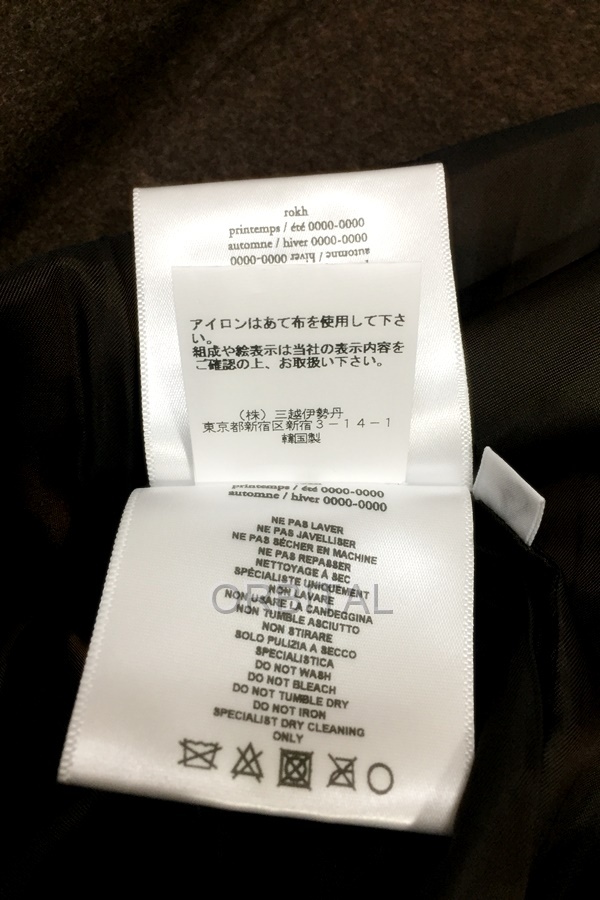 rokh
printemps / été 0000-0000
automne / hiver 0000-0000
automne / hiver 0000-0000
アイロンはあて布を使用して下さ
い。
組成や絵表示は当社の表示内容を
ご確認の上、お取扱い下さい。
（株）三越伊勢丹
東京都新宿区新宿３－１４－１
韓国製
printemps / été 0000-0000
automne / hiver 0000-0000
NE PAS LAVER
NE PAS JAVELLISER
NE PAS SÉCHER EN MACHINE
NE PAS REPASSER
NETTOYAGE À SEC
SPÉCIALISTE UNIQUEMENT
NON LAVARE
ORBITAL
NON USARE LA CANDEGGINA
NON TUMBLE ASCIUTTO
NON STIRARE
SOLO PULIZIA A SECCO
SPECIALISTICA
DO NOT WASH
DO NOT BLEACH
DO NOT TUMBLE DRY
DO NOT IRON
SPECIALIST DRY CLEANING
ONLY